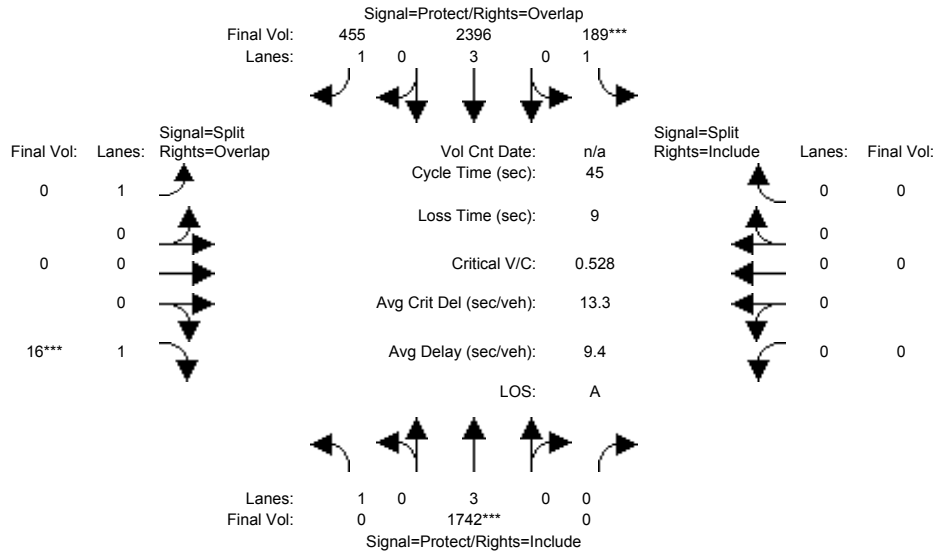 Signal=Protect/Rights=Overlap
Final Vol: 455 2396 189***
Lanes: 1 0 3 0 1
Signal=Split
Final Vol: Lanes: Rights=Overlap
Vol Cnt Date: n/a
Signal=Split
Rights=Include Lanes: Final Vol:
0 1
Cycle Time (sec): 45
0 0
0
Loss Time (sec): 9
0
0 0
Critical V/C: 0.528
0 0
0
Avg Crit Del (sec/veh): 13.3
0
16*** 1
Avg Delay (sec/veh): 9.4
0 0
LOS: A
Lanes: 1 0 3 0 0
Final Vol: 0 1742*** 0
Signal=Protect/Rights=Include